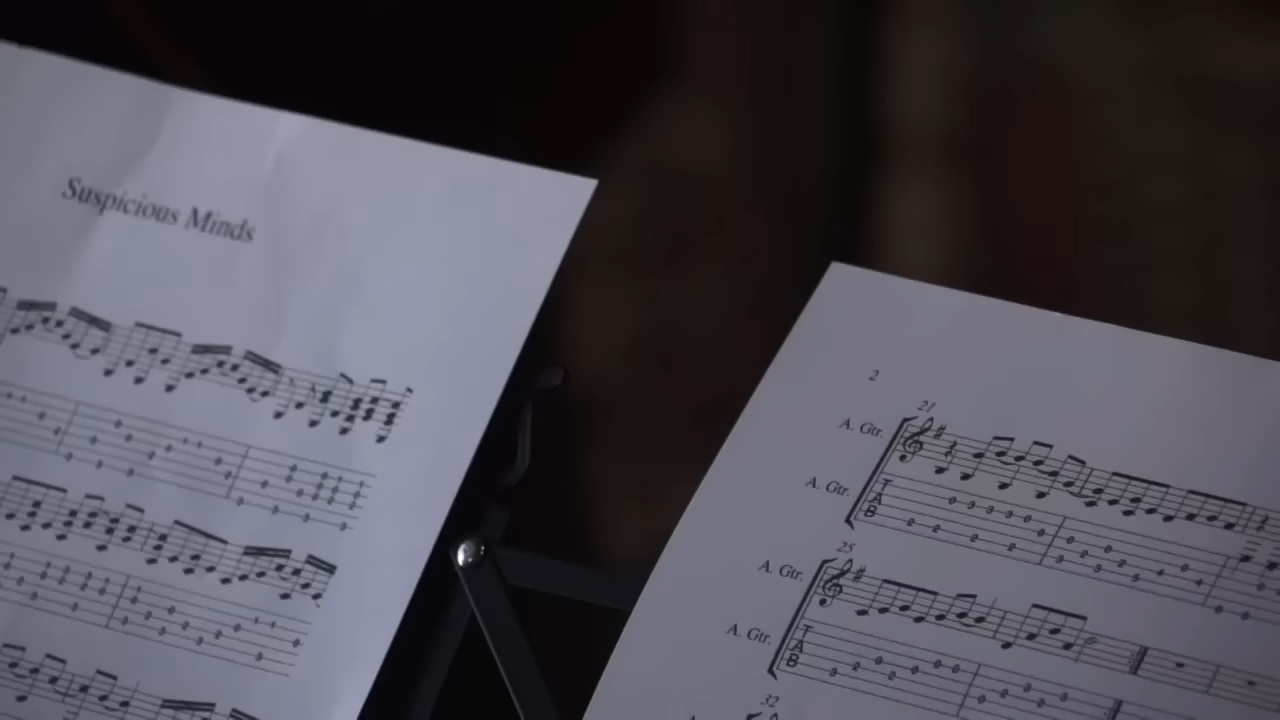 Suspicious Minds
2
21
A. Gtr.
A. Gtr.
T
A
B
25
A. Gtr.
A. Gtr.
T
A
B
32